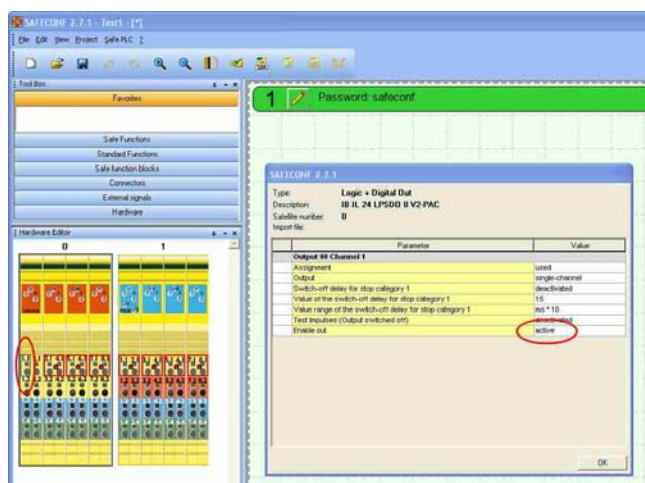 SAFECONF 2.7.1 - Test1 - [*]
File Edit View Project Safe PLC ?
Tool Box
Favorites
Safe Functions
Standard Functions
Safe function blocks
Connectors
External signals
Hardware
Hardware Editor
0 1
1 Password: safeconf
SAFECONF 2.7.1
Type: Logic + Digital Out
Description: IB IL 24 LPSDO 8 V2-PAC
Satellite number: 0
Import file:
Parameter Value
Output 00 Channel 1
Assignment used
Output single-channel
Switch-off delay for stop category 1 deactivated
Value of the switch-off delay for stop category 1 15
Value range of the switch-off delay for stop category 1 ms * 10
Test Impulses (Output switched off) deactivated
Enable out active
OK